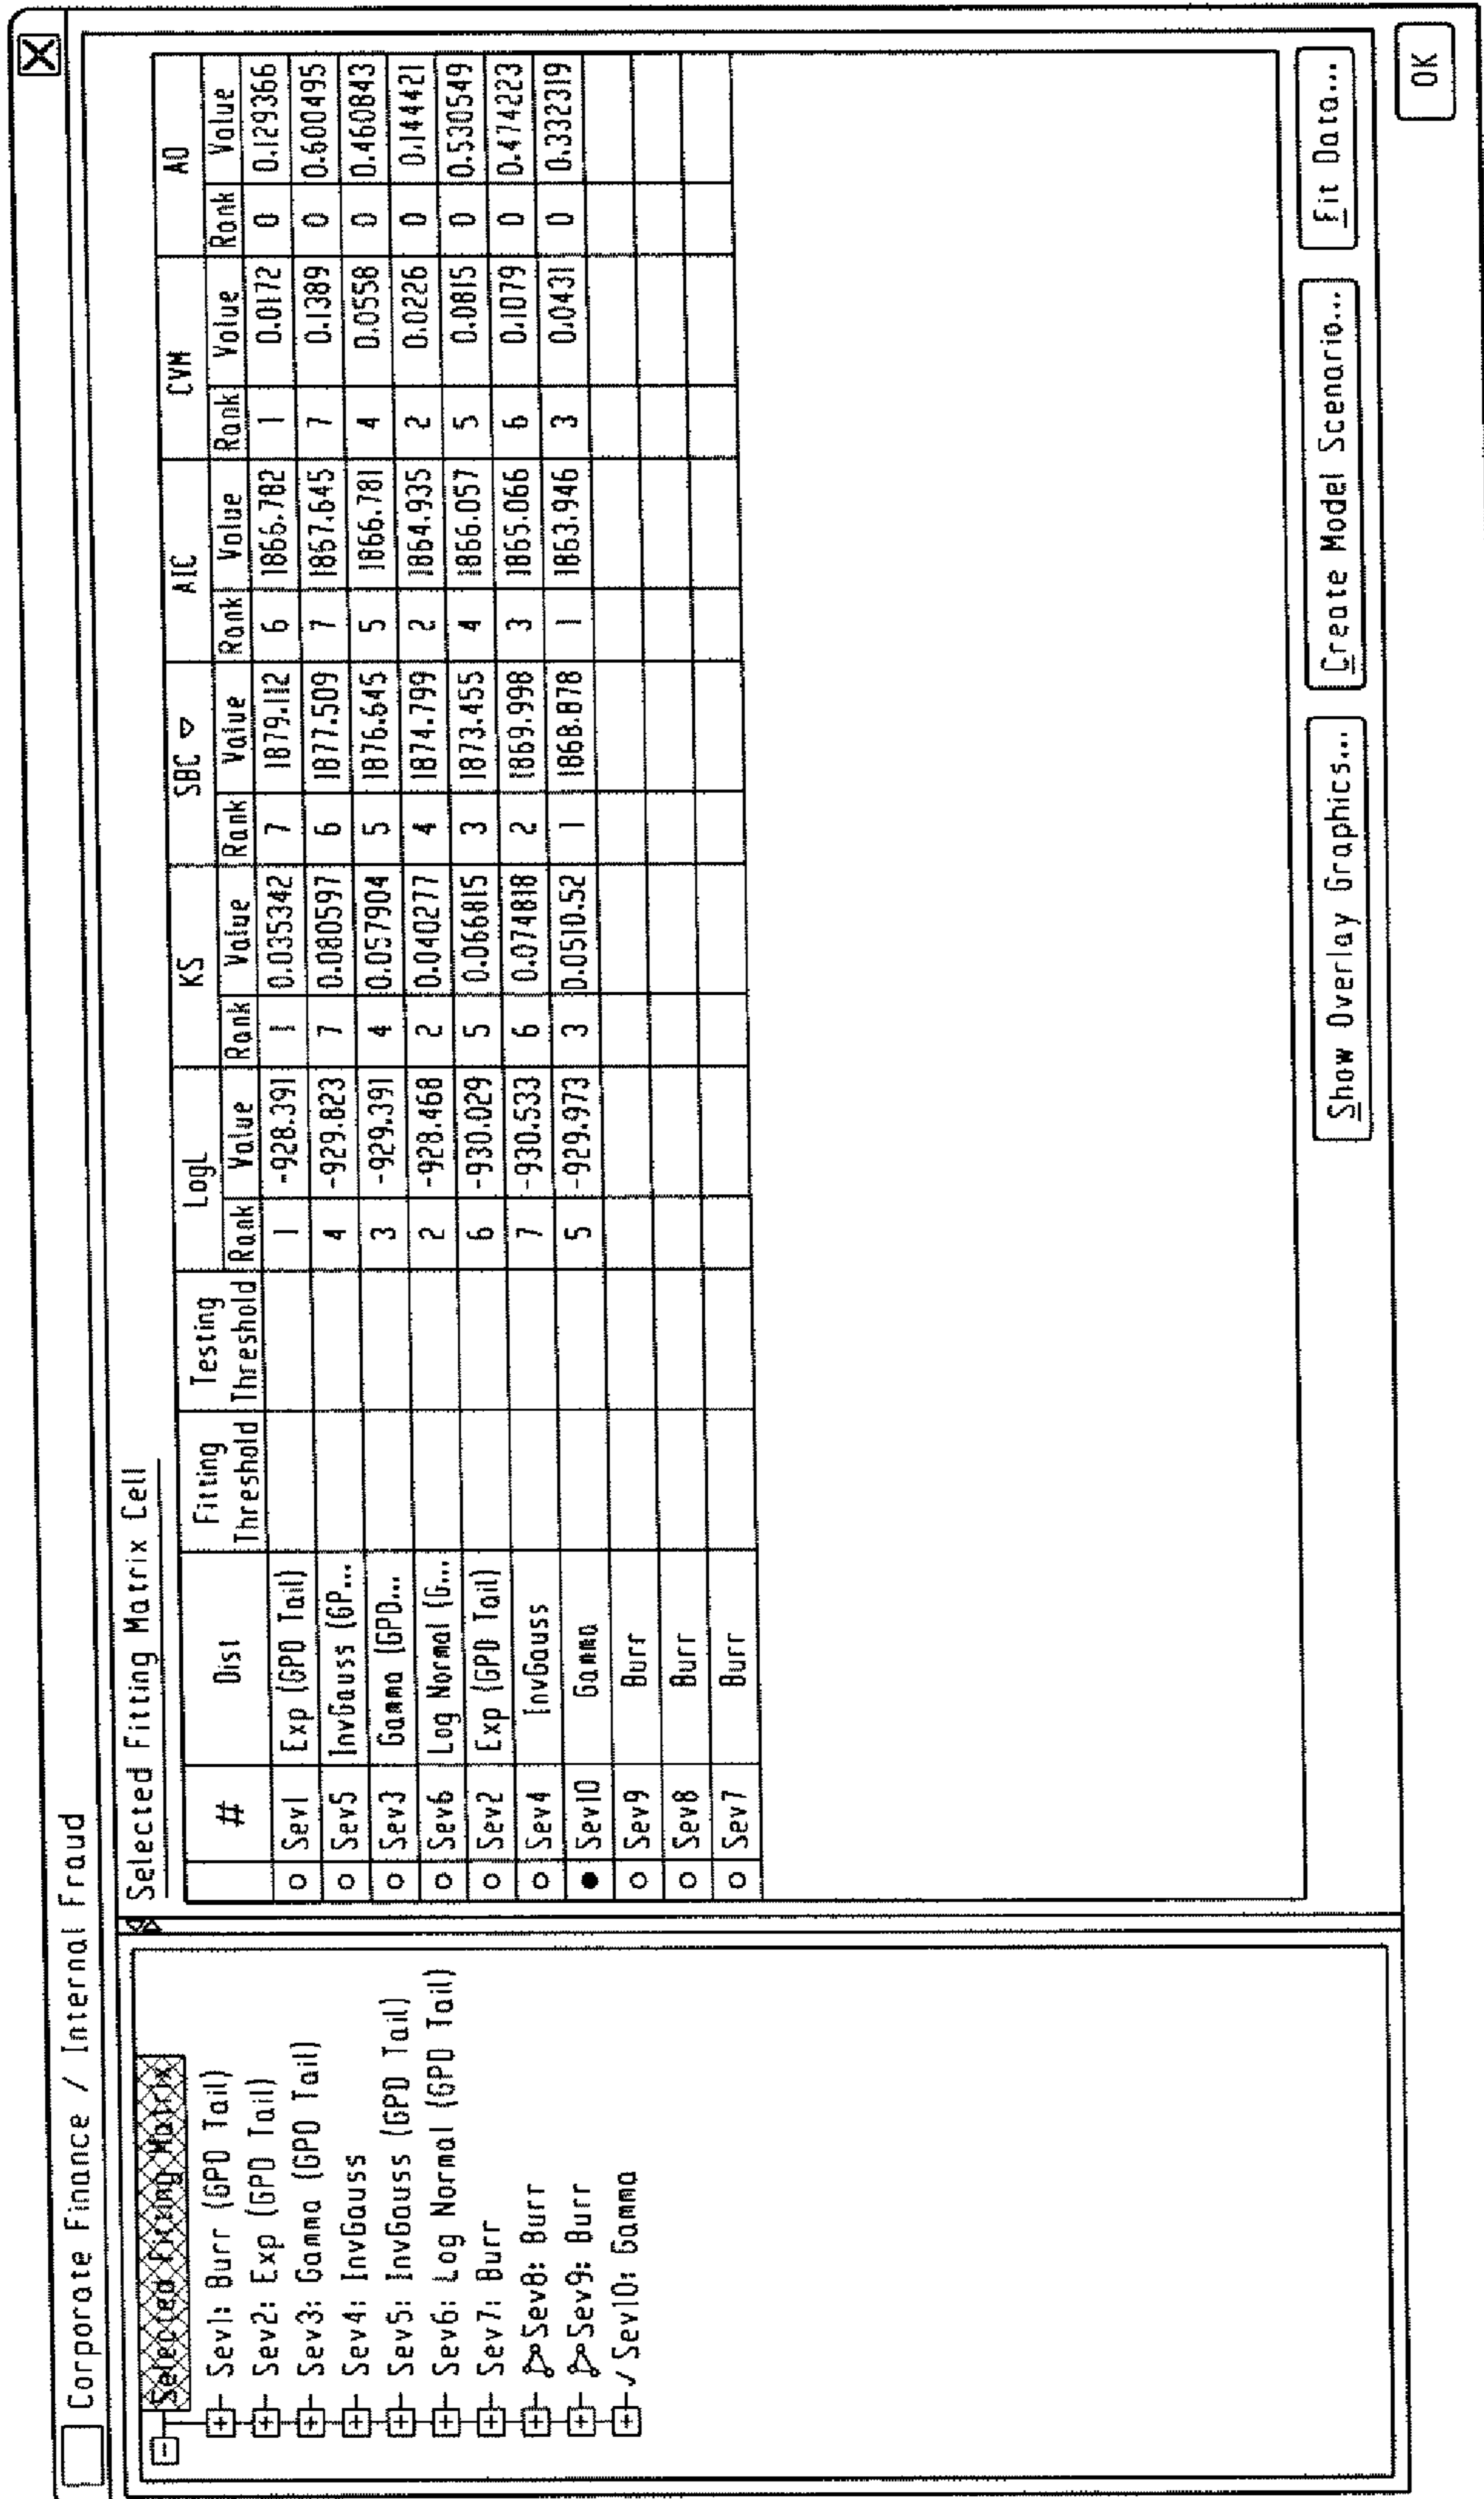 Corporate Finance / Internal Fraud
Selected Fitting Matrix
Sev1: Burr (GPD Tail)
Sev2: Exp (GPD Tail)
Sev3: Gamma (GPD Tail)
Sev4: InvGauss
Sev5: InvGauss (GPD Tail)
Sev6: Log Normal (GPD Tail)
Sev7: Burr
Sev8: Burr
Sev9: Burr
✓ Sev10: Gamma
Selected Fitting Matrix Cell
# Dist Fitting Threshold Testing Threshold LogL KS SBC ▽ AIC CVM AD
Rank Value Rank Value Rank Value Rank Value Rank Value Rank Value
Sev1 Exp (GPD Tail) 1 -928.391 1 0.035342 7 1879.112 6 1866.782 1 0.0172 0 0.129366
Sev5 InvGauss (GP... 4 -929.823 7 0.080597 6 1877.509 7 1867.645 7 0.1389 0 0.600495
Sev3 Gamma (GPD... 3 -929.391 4 0.057904 5 1876.645 5 1866.781 4 0.0558 0 0.460843
Sev6 Log Normal (G... 2 -928.468 2 0.040277 4 1874.799 2 1864.935 2 0.0226 0 0.144421
Sev2 Exp (GPD Tail) 6 -930.029 5 0.066815 3 1873.455 4 1866.057 5 0.0815 0 0.530549
Sev4 InvGauss 7 -930.533 6 0.074818 2 1869.998 3 1865.066 6 0.1079 0 0.474223
Sev10 Gamma 5 -929.973 3 0.0510.52 1 1868.878 1 1863.946 3 0.0431 0 0.332319
Sev9 Burr
Sev8 Burr
Sev7 Burr
Show Overlay Graphics... Create Model Scenario... Fit Data...
OK